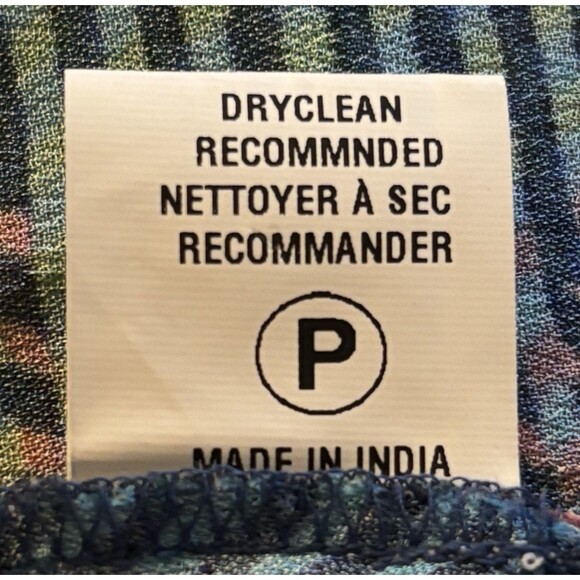 DRYCLEAN
RECOMMNDED
NETTOYER À SEC
RECOMMANDER
P
MADE IN INDIA